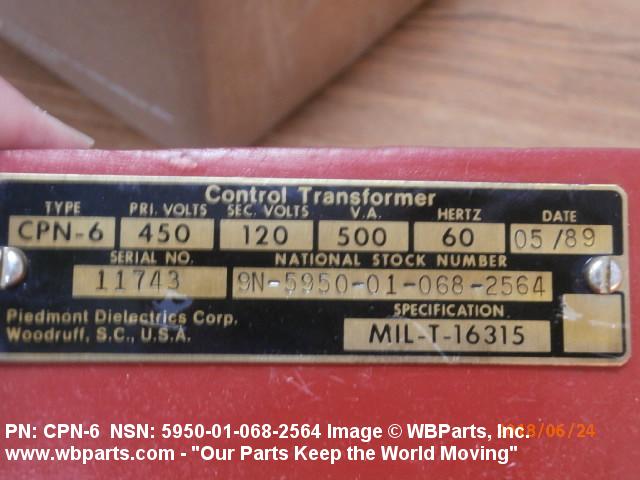 Control Transformer
TYPE PRI. VOLTS SEC. VOLTS V.A. HERTZ DATE
CPN-6 450 120 500 60 05/89
SERIAL NO. NATIONAL STOCK NUMBER
11743 9N-5950-01-068-2564
Piedmont Dielectrics Corp. SPECIFICATION
Woodruff, S.C., U.S.A. MIL-T-16315
PN: CPN-6 NSN: 5950-01-068-2564 Image © WBParts, Inc.
www.wbparts.com - "Our Parts Keep the World Moving"